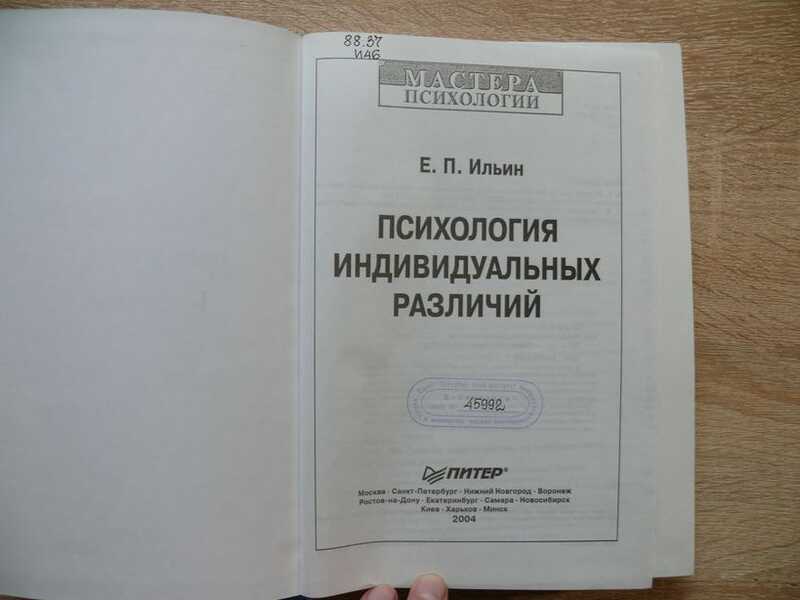 88.37
И46
МАСТЕРА
ПСИХОЛОГИИ
Е. П. Ильин
ПСИХОЛОГИЯ
ИНДИВИДУАЛЬНЫХ
РАЗЛИЧИЙ
45992
ПИТЕР®
Москва · Санкт-Петербург · Нижний Новгород · Воронеж
Ростов-на-Дону · Екатеринбург · Самара · Новосибирск
Киев · Харьков · Минск
2004